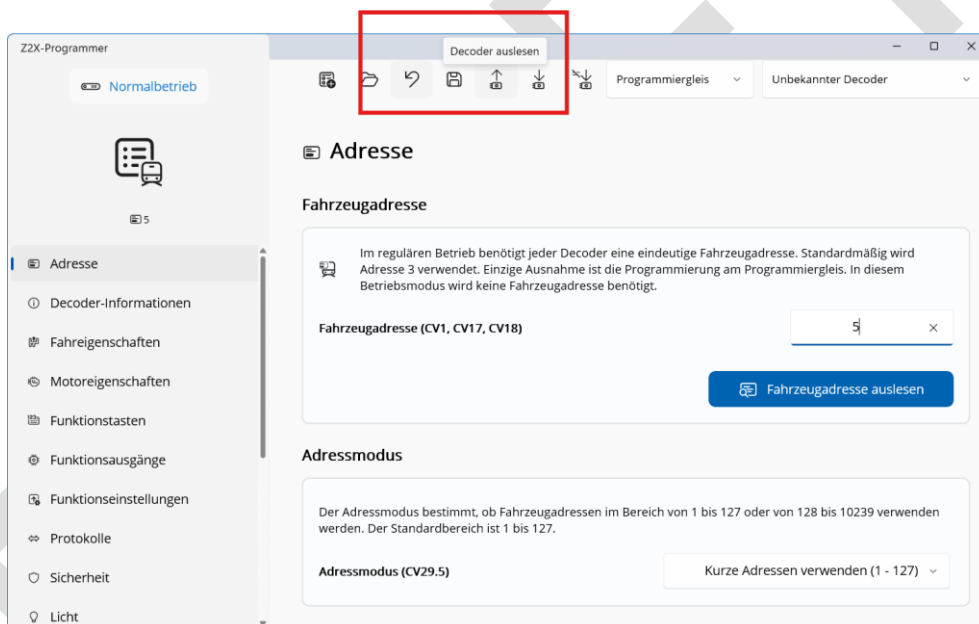 Z2X-Programmer
Decoder auslesen
Normalbetrieb
Programmiergleis
Unbekannter Decoder
5
Adresse
Decoder-Informationen
Fahreigenschaften
Motoreigenschaften
Funktionstasten
Funktionsausgänge
Funktionseinstellungen
Protokolle
Sicherheit
Licht
Adresse
Fahrzeugadresse
Im regulären Betrieb benötigt jeder Decoder eine eindeutige Fahrzeugadresse. Standardmäßig wird
Adresse 3 verwendet. Einzige Ausnahme ist die Programmierung am Programmiergleis. In diesem
Betriebsmodus wird keine Fahrzeugadresse benötigt.
Fahrzeugadresse (CV1, CV17, CV18)
5
Fahrzeugadresse auslesen
Adressmodus
Der Adressmodus bestimmt, ob Fahrzeugadressen im Bereich von 1 bis 127 oder von 128 bis 10239 verwenden
werden. Der Standardbereich ist 1 bis 127.
Adressmodus (CV29.5)
Kurze Adressen verwenden (1 - 127)